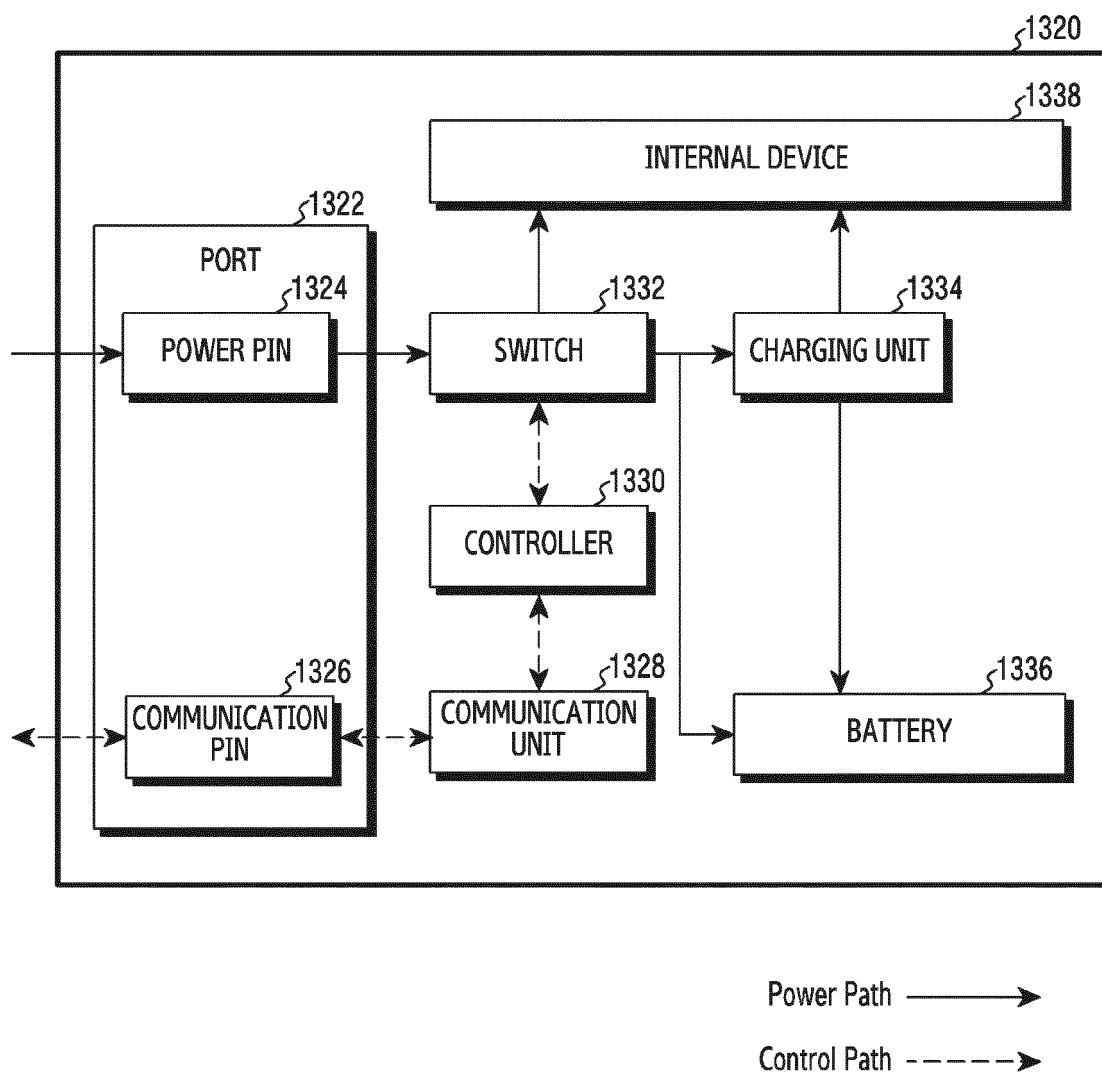 1320
1338
INTERNAL DEVICE
1322
PORT
1324
POWER PIN
1332
SWITCH
1334
CHARGING UNIT
1330
CONTROLLER
1326
COMMUNICATION
PIN
1328
COMMUNICATION
UNIT
1336
BATTERY
Power Path
Control Path